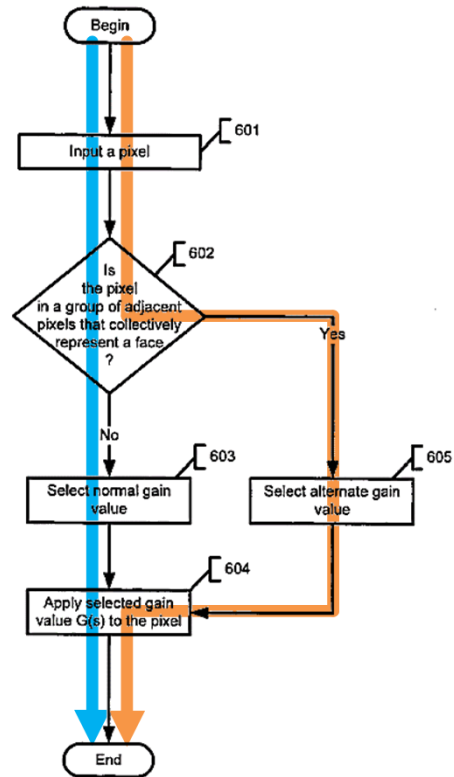 Begin
601
Input a pixel
602
Is
the pixel
in a group of adjacent
pixels that collectively
represent a face
?
Yes
No
603
605
Select normal gain
value
Select alternate gain
value
604
Apply selected gain
value G(s) to the pixel
End